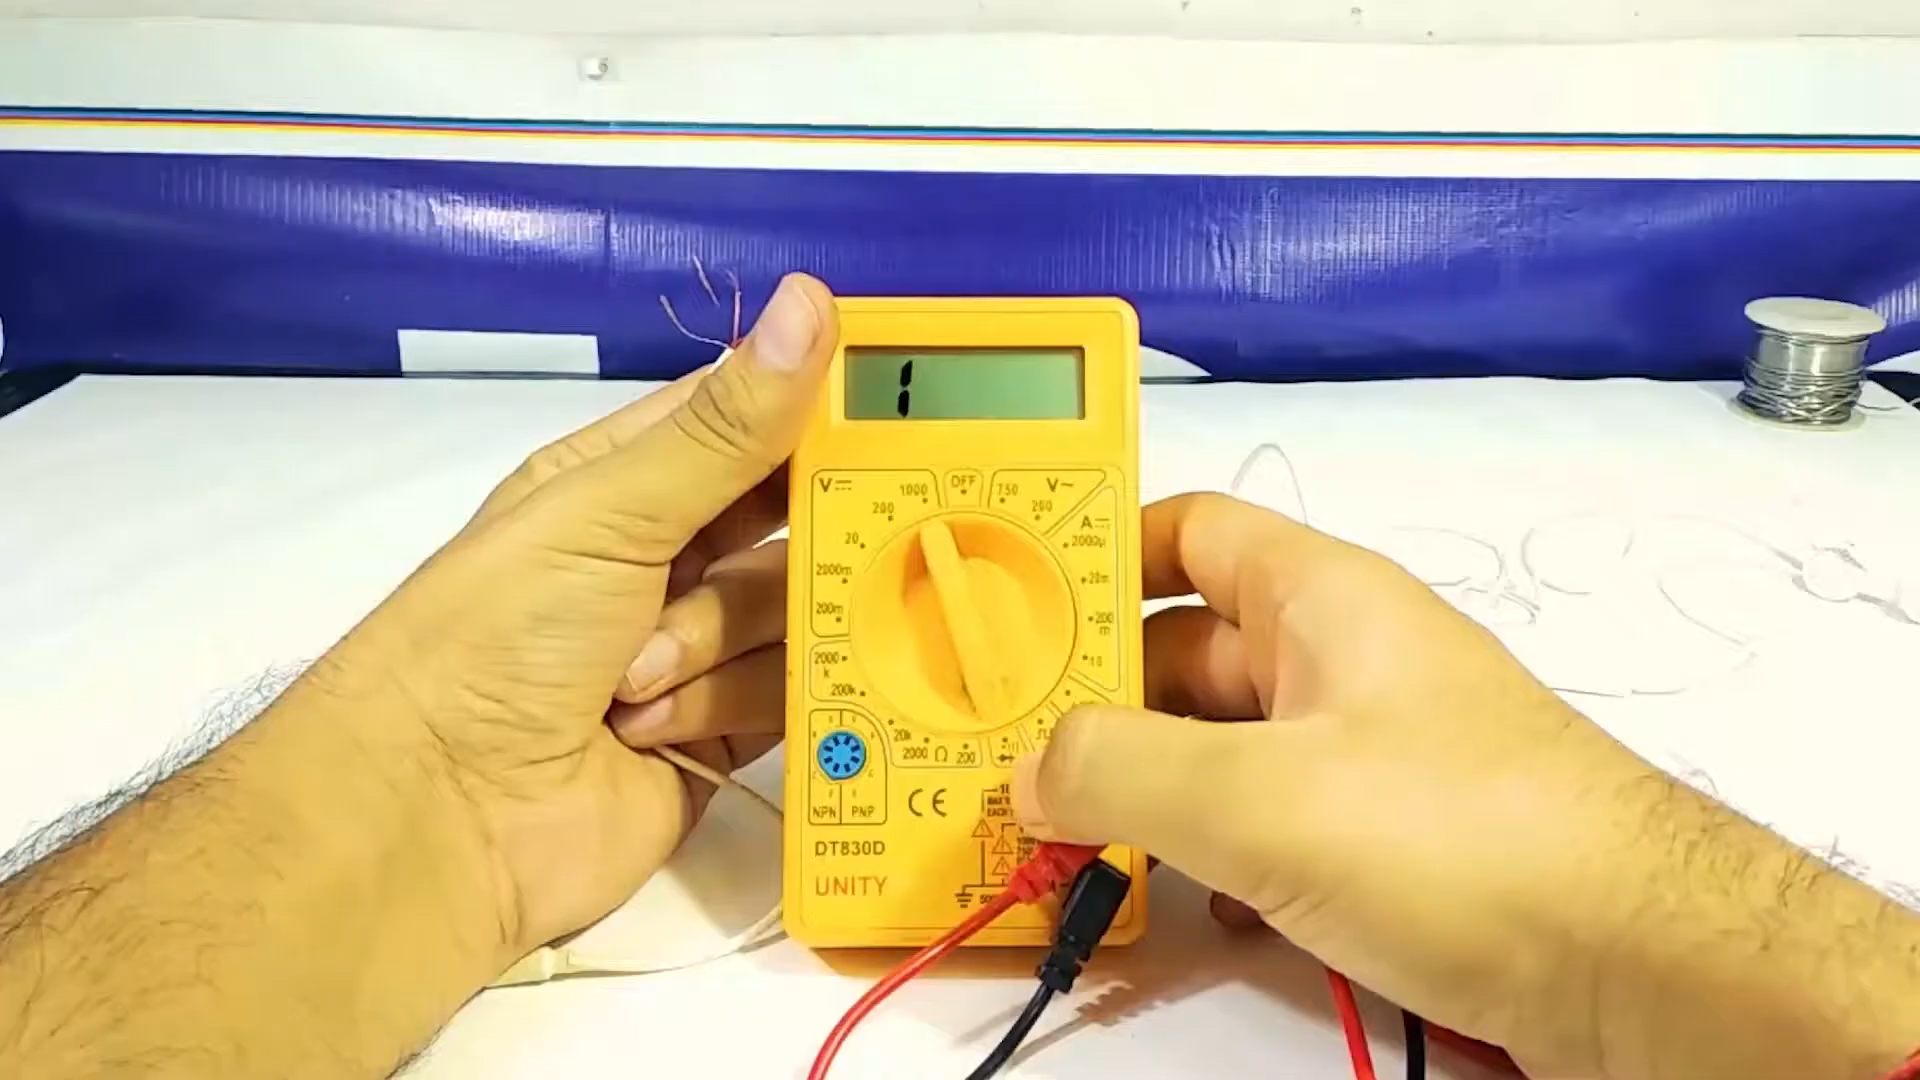 1
V⎓ 1000 OFF 750 V~
200 200
20 A⎓
2000µ
2000m 20m
200m 200
m
2000
k 10
200k
20k
2000 Ω 200
NPN PNP
CE
DT830D
UNITY